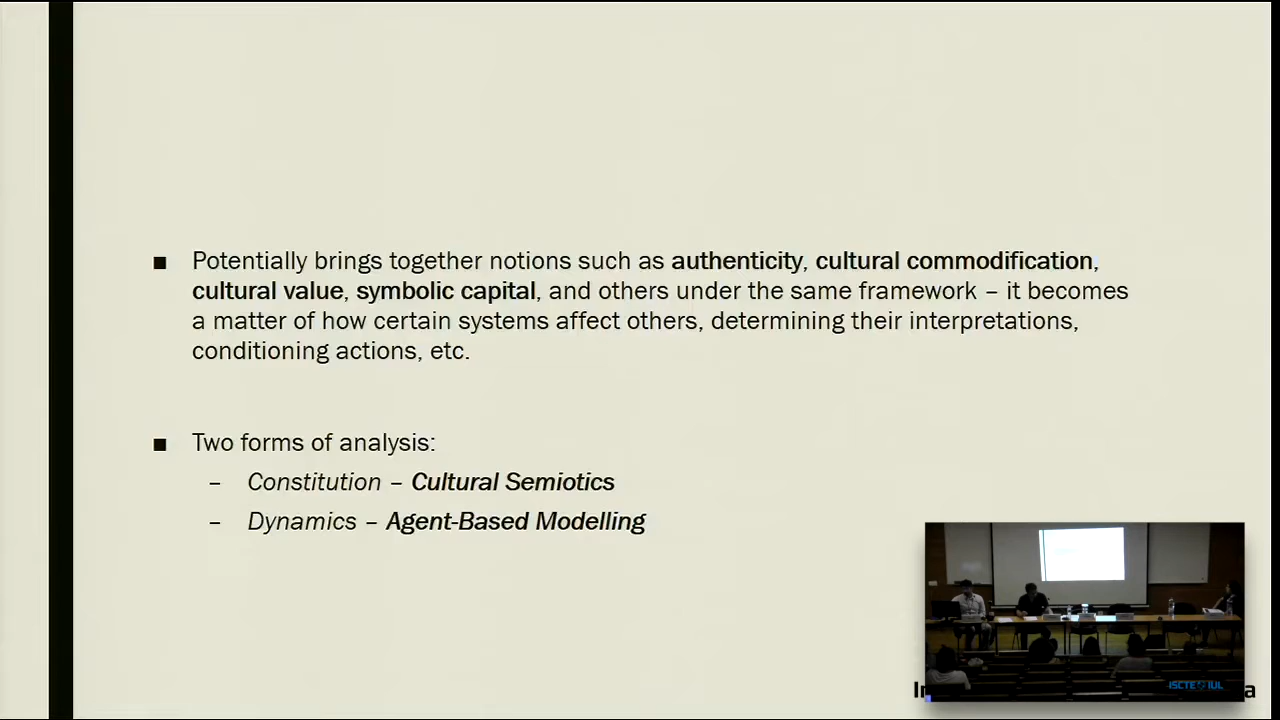 ■ Potentially brings together notions such as authenticity, cultural commodification,
cultural value, symbolic capital, and others under the same framework – it becomes
a matter of how certain systems affect others, determining their interpretations,
conditioning actions, etc.
■ Two forms of analysis:
– Constitution – Cultural Semiotics
– Dynamics – Agent-Based Modelling
ISCTE IUL